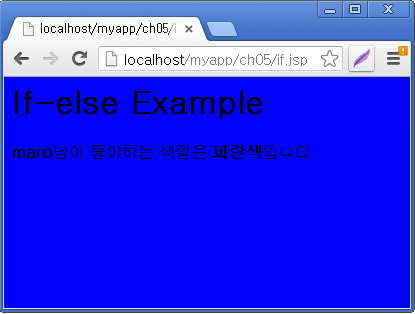 localhost/myapp/ch05/i
localhost/myapp/ch05/if.jsp
If-else Example
maro님이 좋아하는 색깔은 파란색입니다.